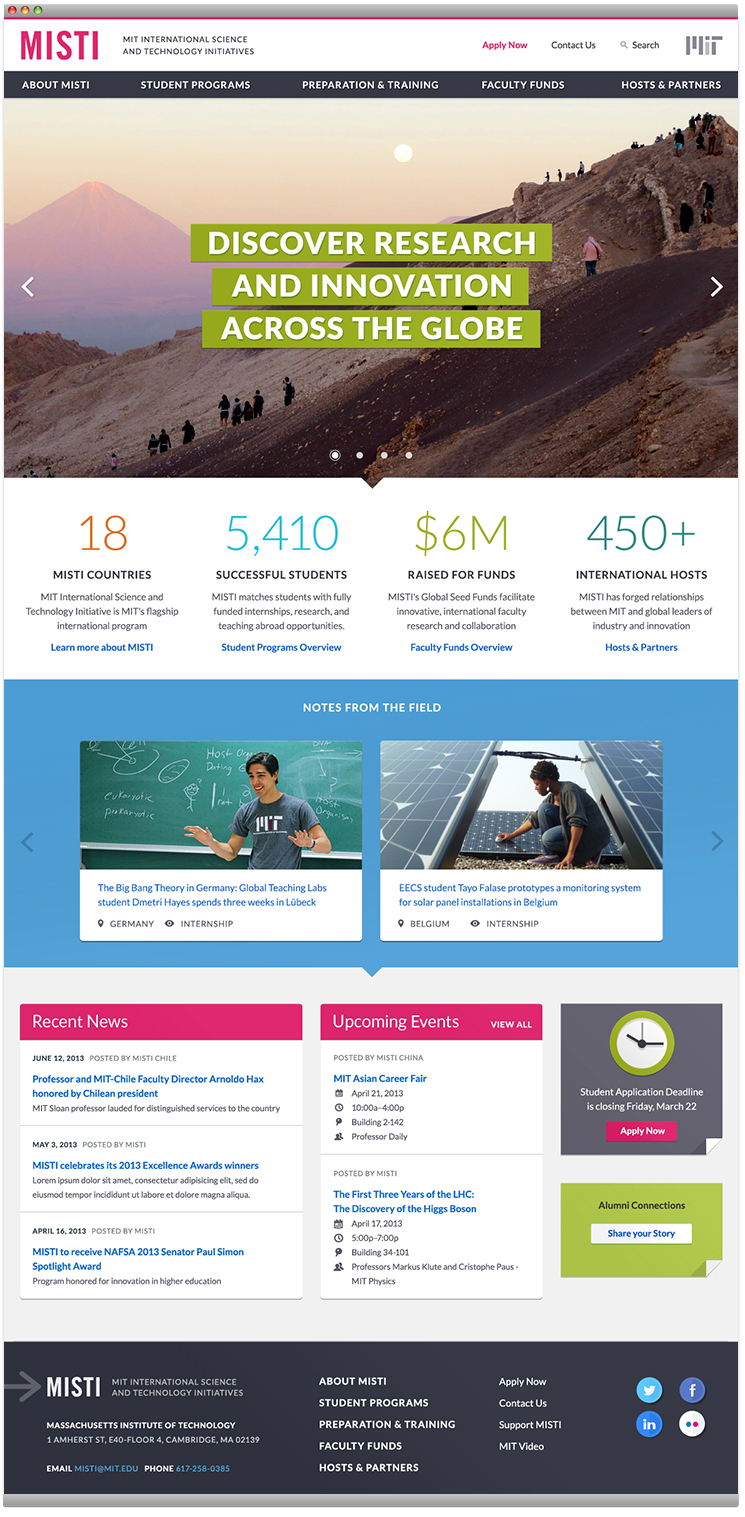 MISTI
MIT INTERNATIONAL SCIENCE
AND TECHNOLOGY INITIATIVES
Apply Now
Contact Us
Search
MIT
ABOUT MISTI
STUDENT PROGRAMS
PREPARATION & TRAINING
FACULTY FUNDS
HOSTS & PARTNERS
DISCOVER RESEARCH
AND INNOVATION
ACROSS THE GLOBE
18
MISTI COUNTRIES
MIT International Science and
Technology Initiative is MIT's flagship
international program
Learn more about MISTI
5,410
SUCCESSFUL STUDENTS
MISTI matches students with fully
funded internships, research, and
teaching abroad opportunities.
Student Programs Overview
$6M
RAISED FOR FUNDS
MISTI's Global Seed Funds facilitate
innovative, international faculty
research and collaboration
Faculty Funds Overview
450+
INTERNATIONAL HOSTS
MISTI has forged relationships
between MIT and global leaders of
industry and innovation
Hosts & Partners
NOTES FROM THE FIELD
Host
Dating
eukaryotic
prokaryotic
DNA
Host
Organism
MIT
The Big Bang Theory in Germany: Global Teaching Labs
student Dmetri Hayes spends three weeks in Lübeck
GERMANY
INTERNSHIP
EECS student Tayo Falase prototypes a monitoring system
for solar panel installations in Belgium
BELGIUM
INTERNSHIP
Recent News
JUNE 12, 2013 POSTED BY MISTI CHILE
Professor and MIT-Chile Faculty Director Arnoldo Hax
honored by Chilean president
MIT Sloan professor lauded for distinguished services to the country
MAY 3, 2013 POSTED BY MISTI
MISTI celebrates its 2013 Excellence Awards winners
Lorem ipsum dolor sit amet, consectetur adipisicing elit, sed do
eiusmod tempor incididunt ut labore et dolore magna aliqua.
APRIL 16, 2013 POSTED BY MISTI
MISTI to receive NAFSA 2013 Senator Paul Simon
Spotlight Award
Program honored for innovation in higher education
Upcoming Events
VIEW ALL
POSTED BY MISTI CHINA
MIT Asian Career Fair
April 21, 2013
10:00a–4:00p
Building 2-142
Professor Daily
POSTED BY MISTI
The First Three Years of the LHC:
The Discovery of the Higgs Boson
April 17, 2013
5:00p–7:00p
Building 34-101
Professors Markus Klute and Cristophe Paus -
MIT Physics
Student Application Deadline
is closing Friday, March 22
Apply Now
Alumni Connections
Share your Story
MISTI
MIT INTERNATIONAL SCIENCE
AND TECHNOLOGY INITIATIVES
MASSACHUSETTS INSTITUTE OF TECHNOLOGY
1 AMHERST ST, E40-FLOOR 4, CAMBRIDGE, MA 02139
EMAIL MISTI@MIT.EDU PHONE 617-258-0385
ABOUT MISTI
STUDENT PROGRAMS
PREPARATION & TRAINING
FACULTY FUNDS
HOSTS & PARTNERS
Apply Now
Contact Us
Support MISTI
MIT Video
f
in